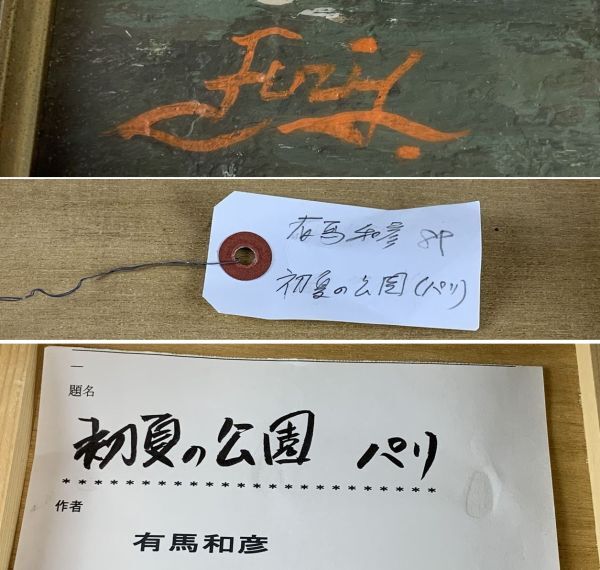 有馬和彦 8P
初夏の公園(パリ)
題名
初夏の公園 パリ
************************
作者
有馬和彦